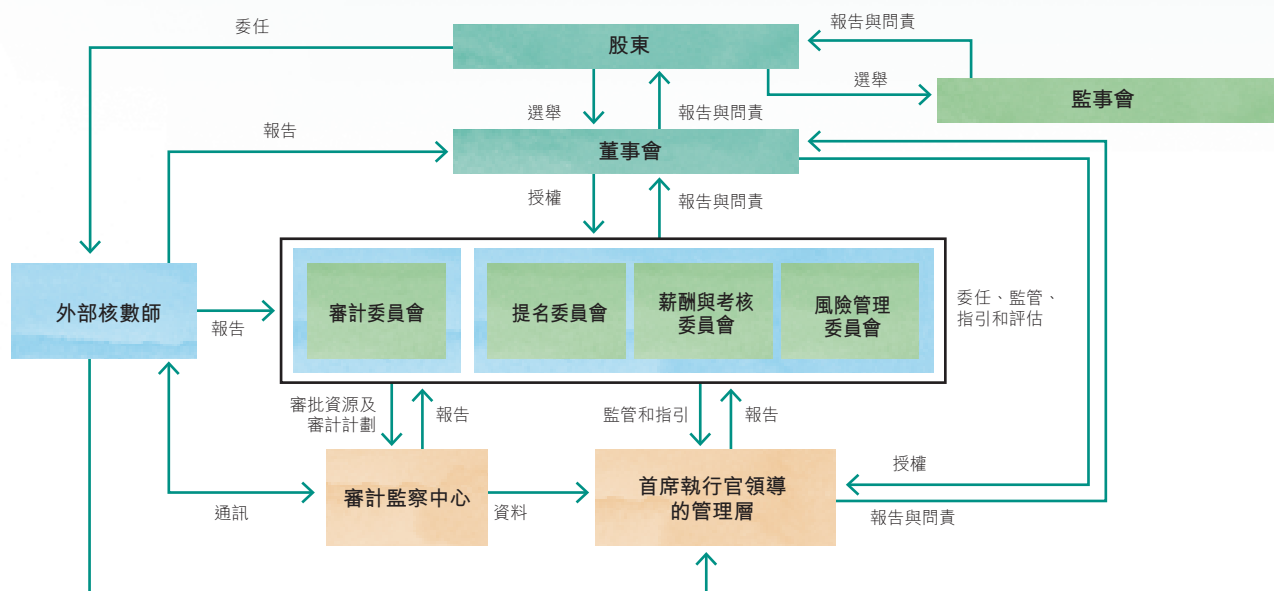 委任
股東
報告與問責
選舉
監事會
選舉
報告與問責
報告
董事會
授權
報告與問責
外部核數師
報告
審計委員會
提名委員會
薪酬與考核
委員會
風險管理
委員會
委任、監管、
指引和評估
審批資源及
審計計劃
報告
監管和指引
報告
審計監察中心
首席執行官領導
的管理層
授權
通訊
資料
報告與問責